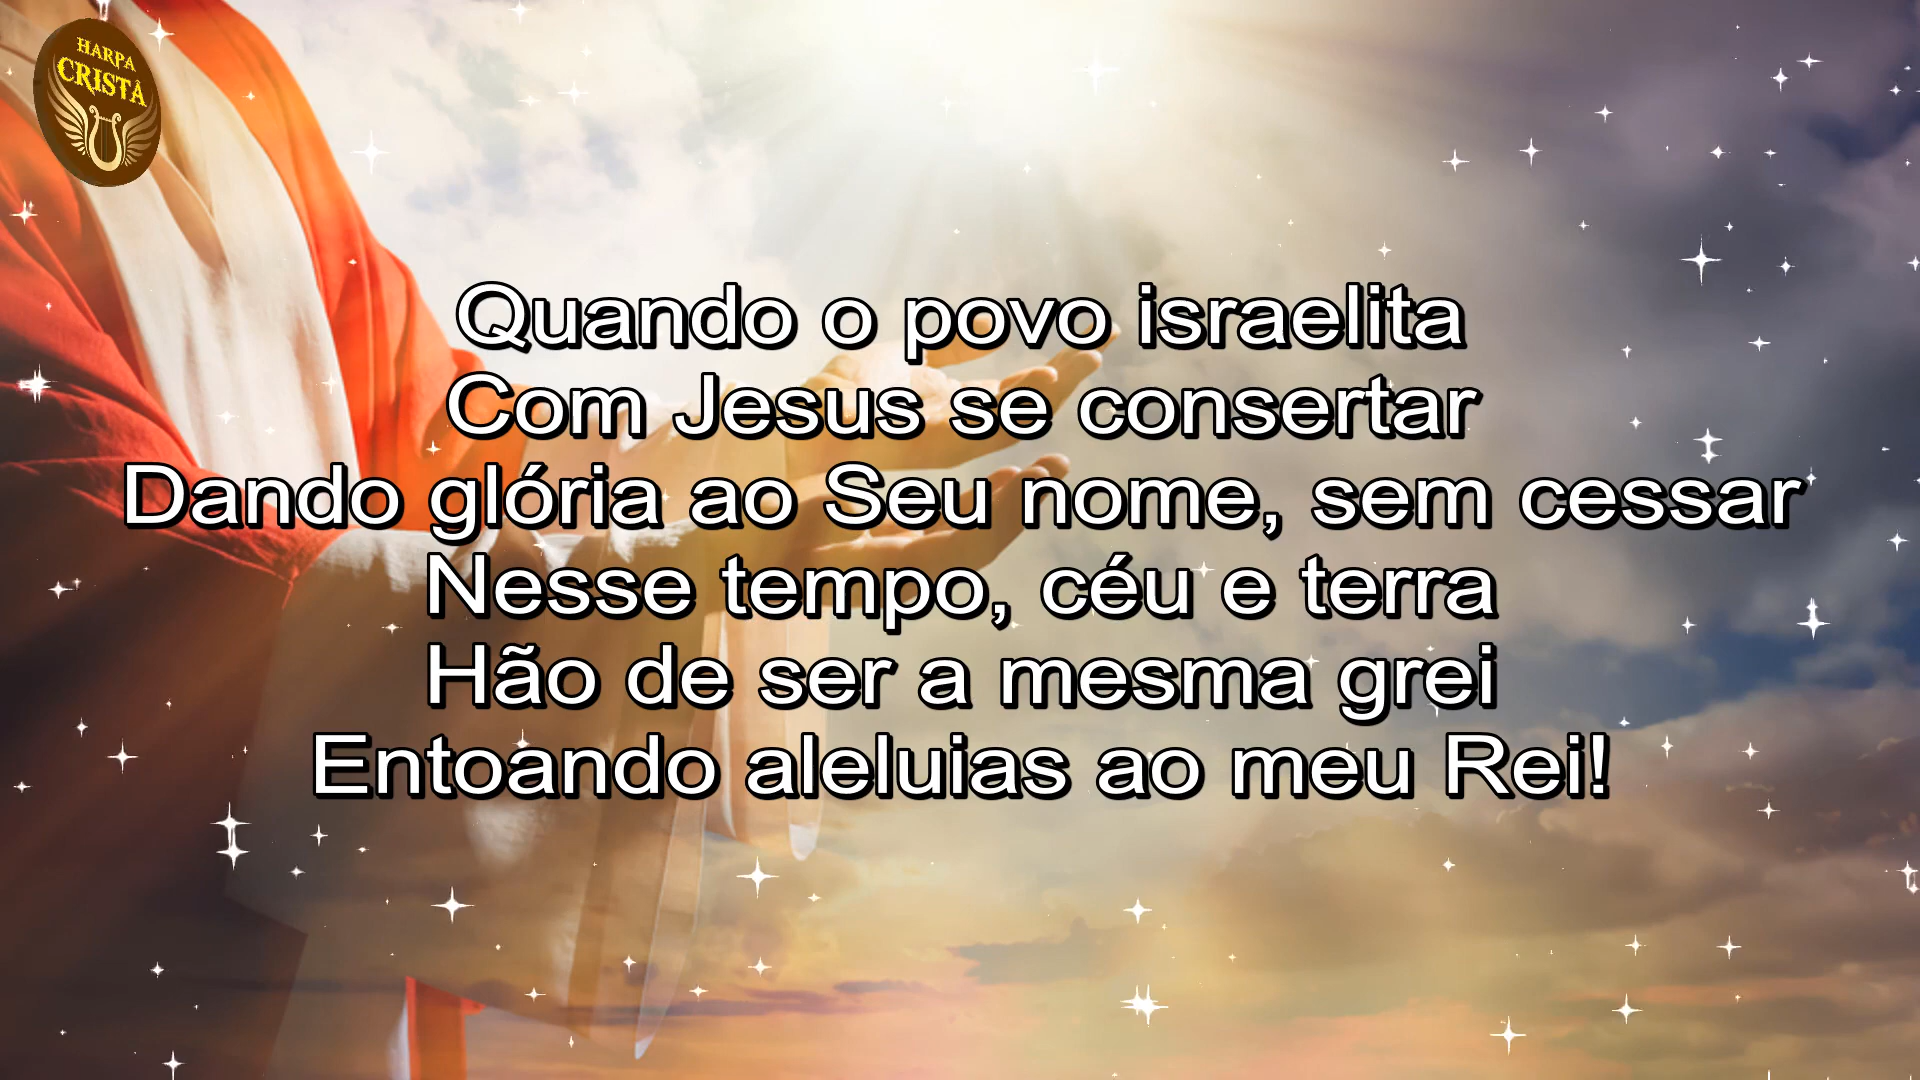 HARPA
CRISTÃ
Quando o povo israelita
Com Jesus se consertar
Dando glória ao Seu nome, sem cessar
Nesse tempo, céu e terra
Hão de ser a mesma grei
Entoando aleluias ao meu Rei!